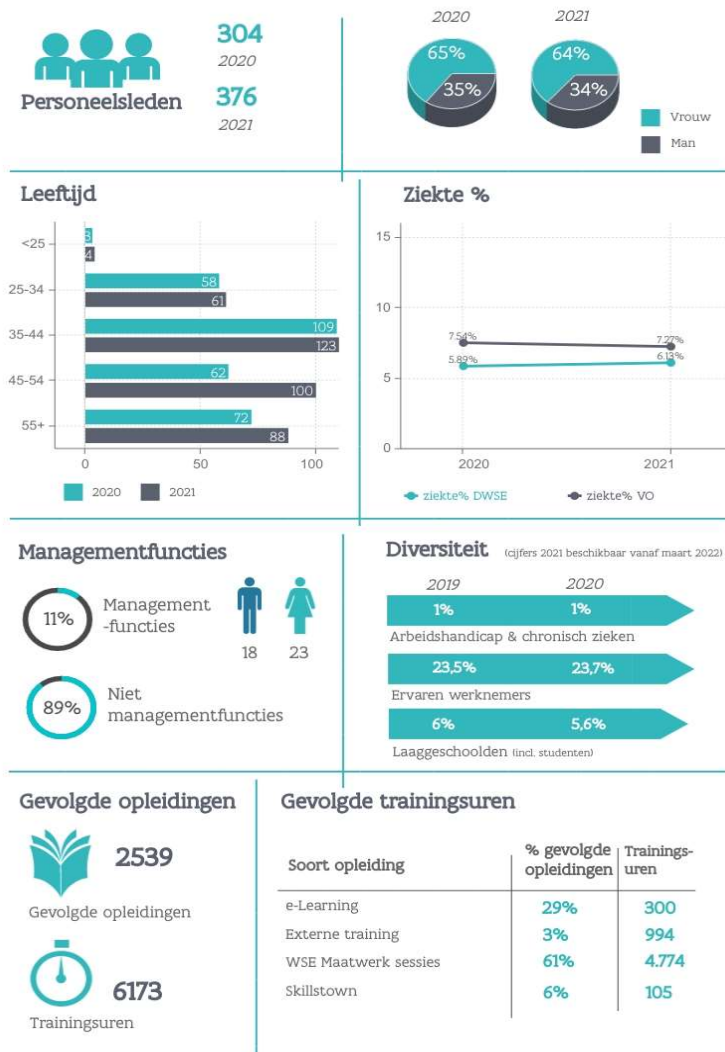 304
2020
376
2021
Personeelsleden
2020
2021
65%
35%
64%
34%
Vrouw
Man
Leeftijd
<25
3
4
25-34
58
61
35-44
109
123
45-54
62
100
55+
72
88
0
50
100
2020
2021
Ziekte %
15
10
5
0
7.54%
5.89%
7.27%
6.13%
2020
2021
ziekte% DWSE
ziekte% VO
Managementfuncties
11%
Management
-functies
18
23
89%
Niet
managementfuncties
Diversiteit (cijfers 2021 beschikbaar vanaf maart 2022)
2019
2020
1%
1%
Arbeidshandicap & chronisch zieken
23,5%
23,7%
Ervaren werknemers
6%
5,6%
Laaggeschoolden (incl. studenten)
Gevolgde opleidingen
2539
Gevolgde opleidingen
6173
Trainingsuren
Gevolgde trainingsuren
Soort opleiding
% gevolgde
opleidingen
Trainings-
uren
e-Learning 29% 300
Externe training 3% 994
WSE Maatwerk sessies 61% 4.774
Skillstown 6% 105